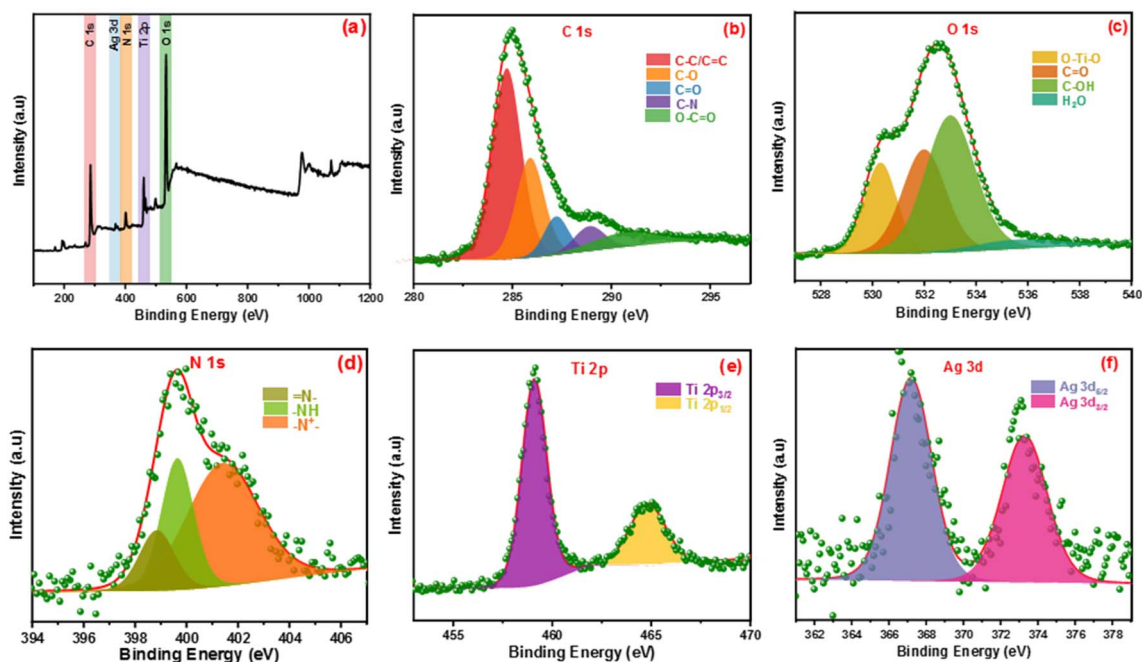 (a)
C 1s
Ag 3d
N 1s
Ti 2p
O 1s
Intensity (a.u)
200 400 600 800 1000 1200
Binding Energy (eV)
C 1s
(b)
C-C/C=C
C-O
C=O
C-N
O-C=O
Intensity (a.u)
280 285 290 295
Binding Energy (eV)
O 1s
(c)
O-Ti-O
C=O
C-OH
H2O
Intensity (a.u)
528 530 532 534 536 538 540
Binding Energy (eV)
N 1s
(d)
=N-
-NH
-N+-
Intensity (a.u)
394 396 398 400 402 404 406
Binding Energy (eV)
Ti 2p
(e)
Ti 2p3/2
Ti 2p1/2
Intensity (a.u)
455 460 465 470
Binding Energy (eV)
Ag 3d
(f)
Ag 3d5/2
Ag 3d3/2
Intensity (a.u)
362 364 366 368 370 372 374 376 378
Binding Energy (eV)